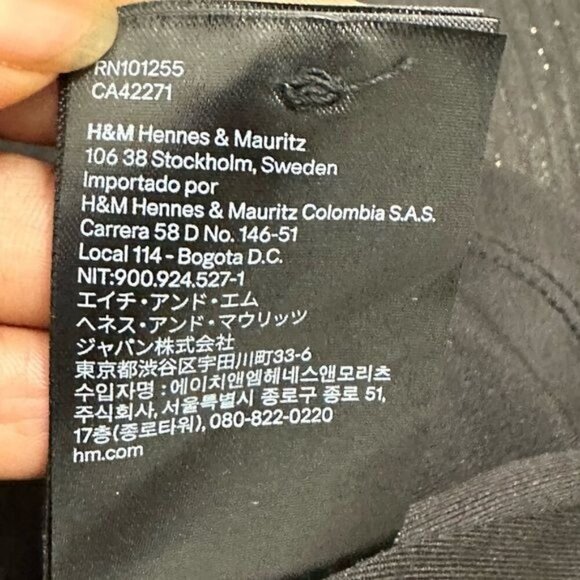 RN101255
CA42271
H&M Hennes & Mauritz
106 38 Stockholm, Sweden
Importado por
H&M Hennes & Mauritz Colombia S.A.S.
Carrera 58 D No. 146-51
Local 114 - Bogota D.C.
NIT:900.924.527-1
エイチ・アンド・エム
ヘネス・アンド・マウリッツ
ジャパン株式会社
東京都渋谷区宇田川町33-6
수입자명 : 에이치앤엠헤네스앤모리츠
주식회사, 서울특별시 종로구 종로 51,
17층(종로타워), 080-822-0220
hm.com